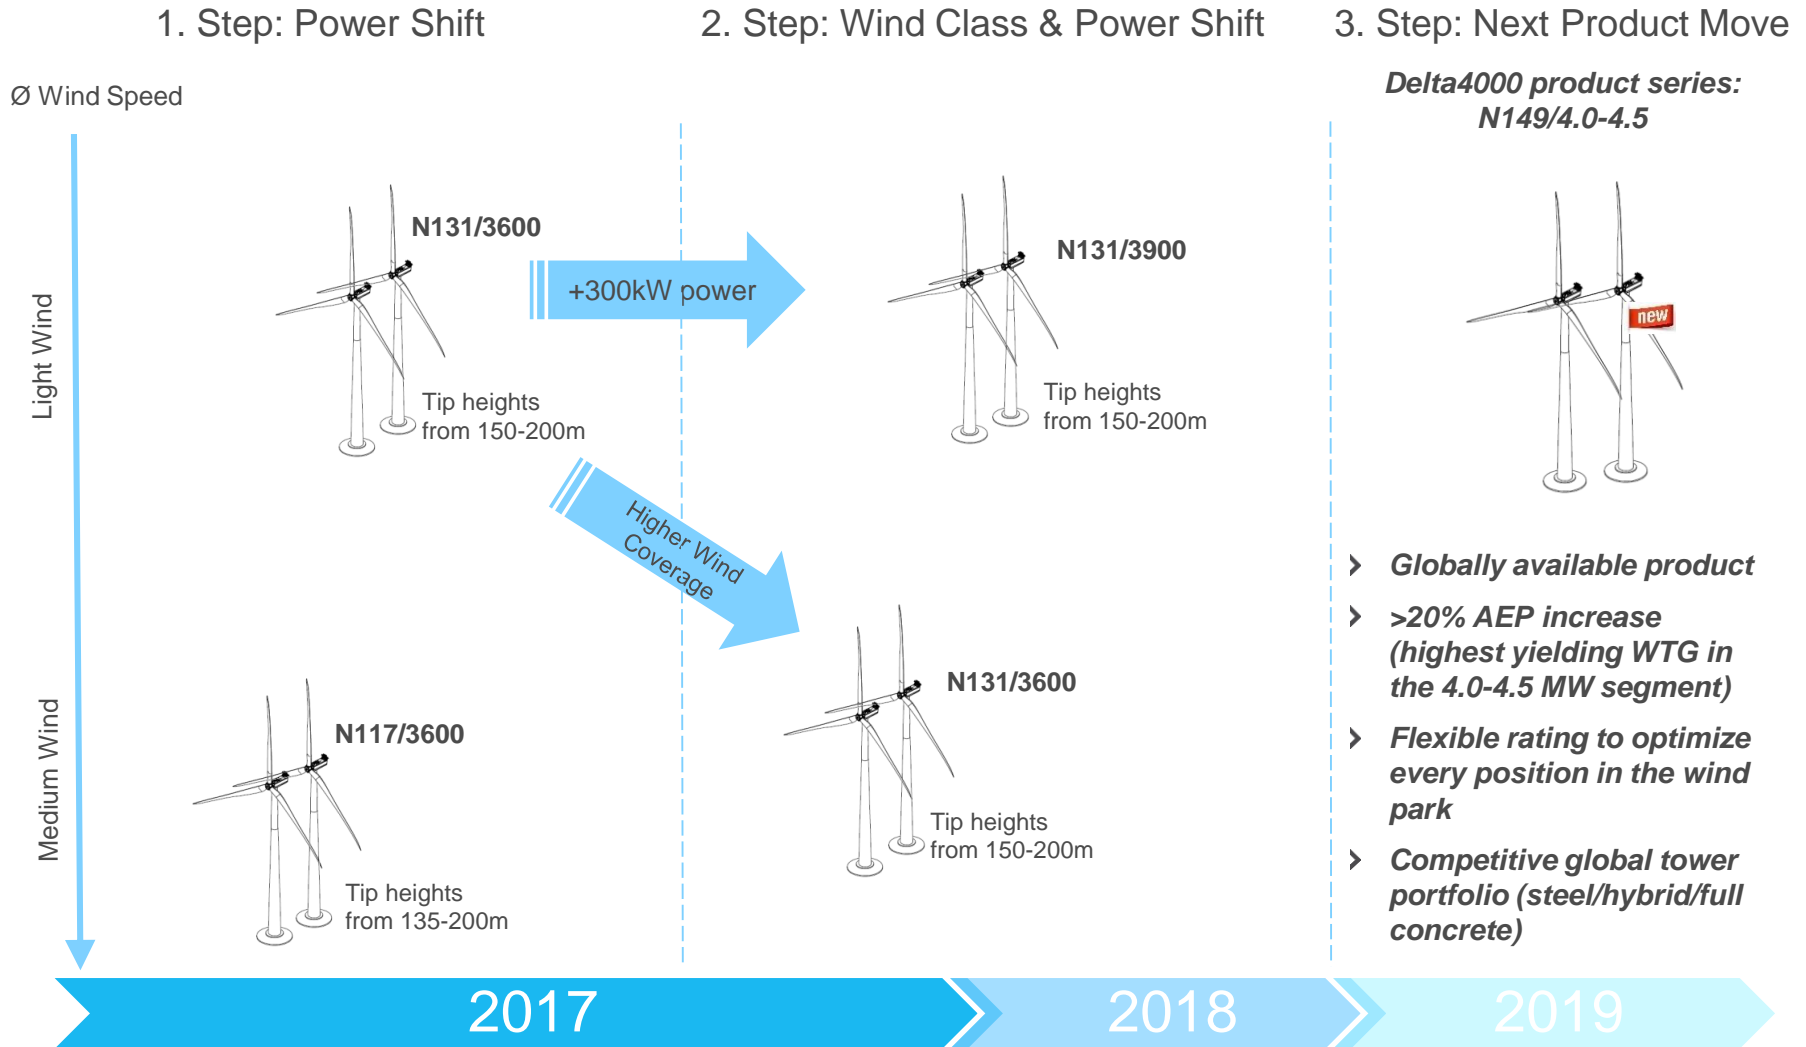 1. Step: Power Shift
2. Step: Wind Class & Power Shift
3. Step: Next Product Move
Ø Wind Speed
Light Wind
Medium Wind
N131/3600
Tip heights
from 150-200m
+300kW power
Higher Wind
Coverage
N117/3600
Tip heights
from 135-200m
N131/3900
Tip heights
from 150-200m
N131/3600
Tip heights
from 150-200m
Delta4000 product series:
N149/4.0-4.5
new
› Globally available product
› >20% AEP increase
(highest yielding WTG in
the 4.0-4.5 MW segment)
› Flexible rating to optimize
every position in the wind
park
› Competitive global tower
portfolio (steel/hybrid/full
concrete)
2017
2018
2019